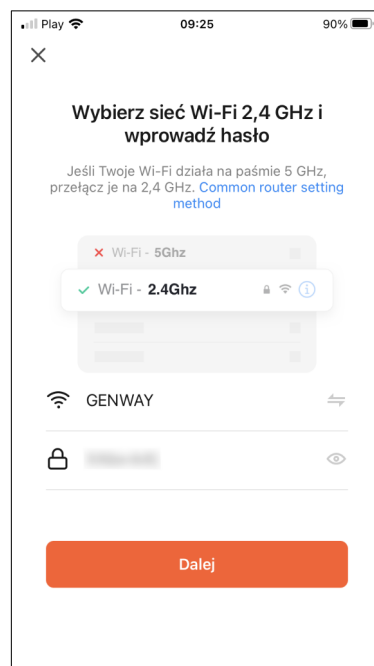 Play 09:25 90%
Wybierz sieć Wi-Fi 2,4 GHz i
wprowadź hasło
Jeśli Twoje Wi-Fi działa na paśmie 5 GHz,
przełącz je na 2,4 GHz. Common router setting
method
Wi-Fi - 5Ghz
Wi-Fi - 2.4Ghz
GENWAY
Dalej